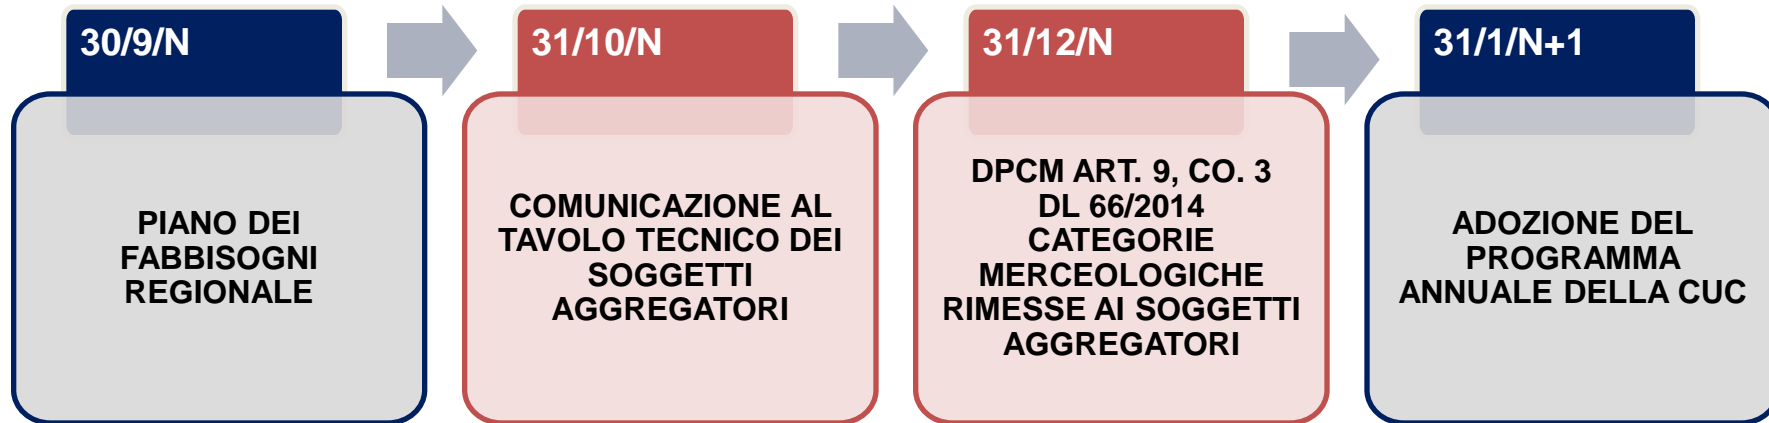 30/9/N
PIANO DEI
FABBISOGNI
REGIONALE
31/10/N
COMUNICAZIONE AL
TAVOLO TECNICO DEI
SOGGETTI
AGGREGATORI
31/12/N
DPCM ART. 9, CO. 3
DL 66/2014
CATEGORIE
MERCEOLOGICHE
RIMESSE AI SOGGETTI
AGGREGATORI
31/1/N+1
ADOZIONE DEL
PROGRAMMA
ANNUALE DELLA CUC